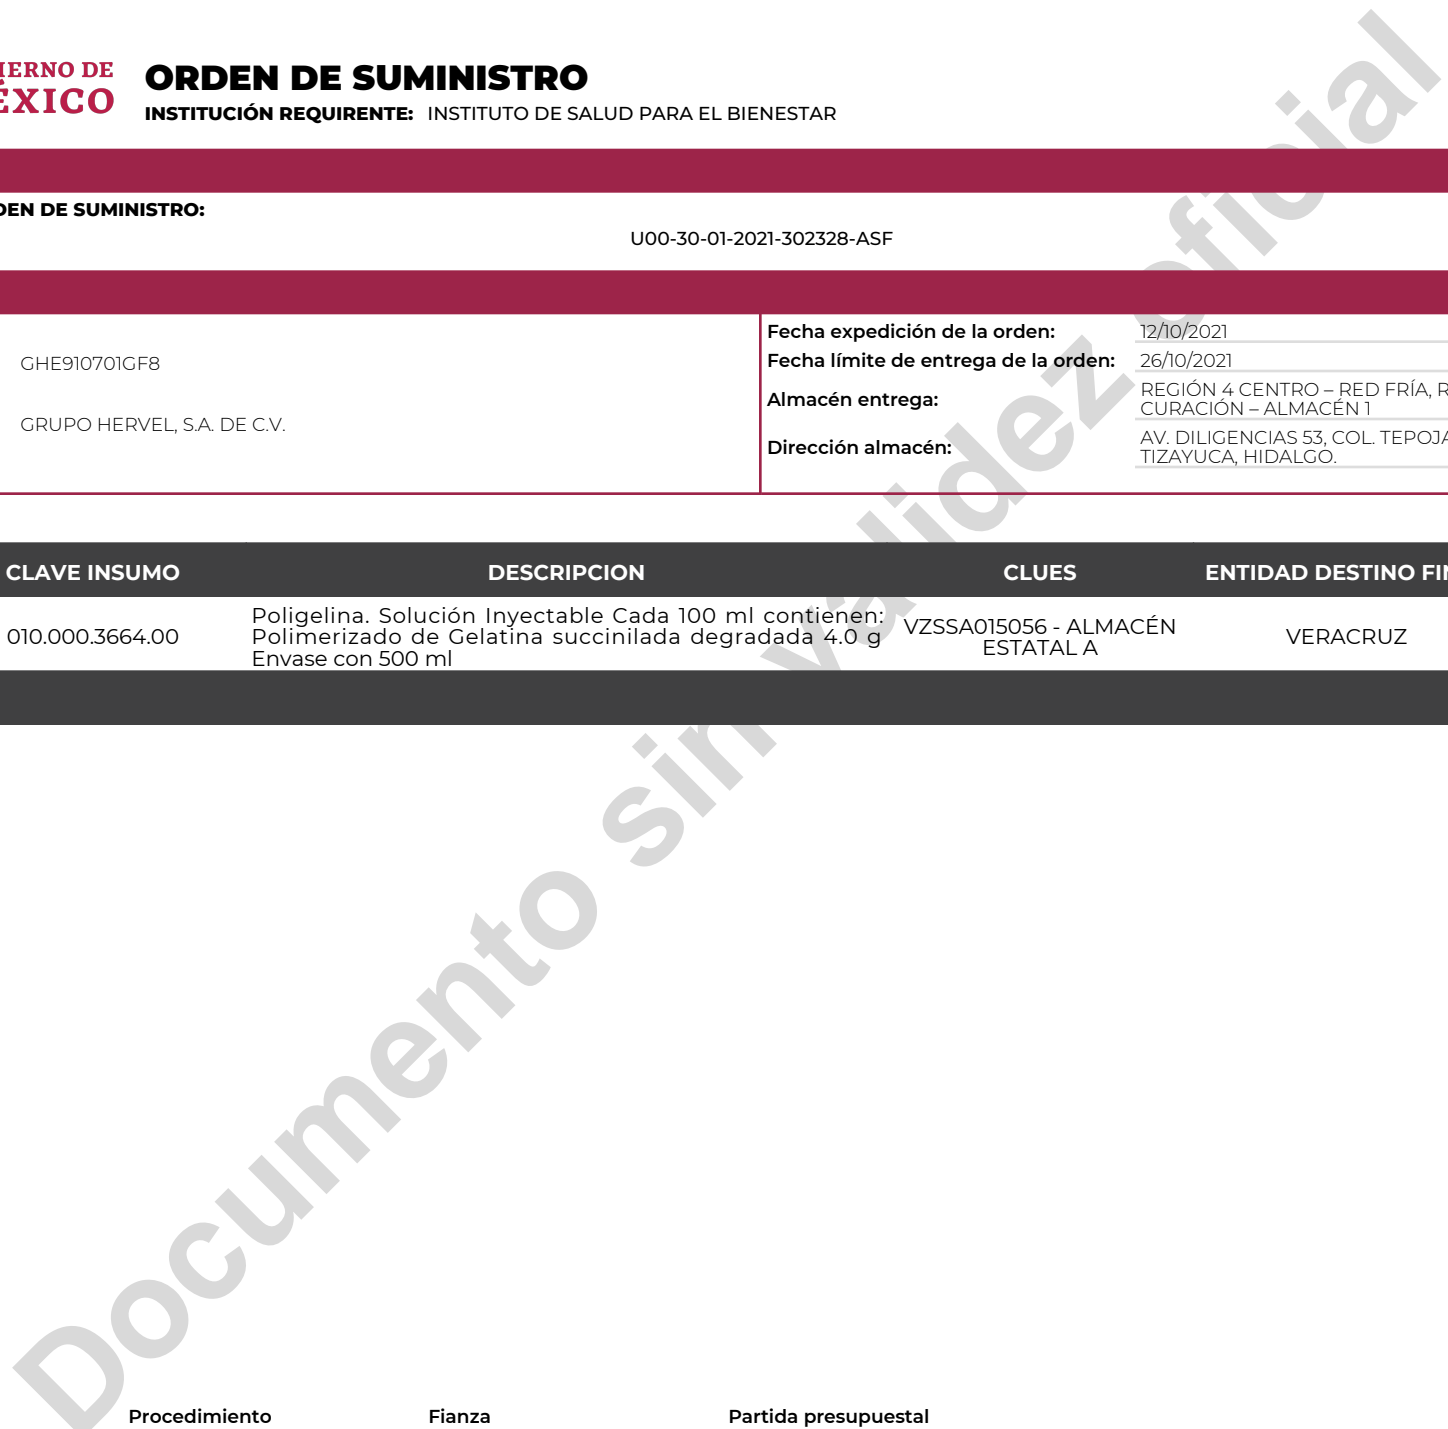 IERNO DE
ÉXICO
ORDEN DE SUMINISTRO
INSTITUCIÓN REQUIRENTE: INSTITUTO DE SALUD PARA EL BIENESTAR
DEN DE SUMINISTRO:
U00-30-01-2021-302328-ASF
GHE910701GF8
GRUPO HERVEL, S.A. DE C.V.
Fecha expedición de la orden: 12/10/2021
Fecha límite de entrega de la orden: 26/10/2021
Almacén entrega: REGIÓN 4 CENTRO – RED FRÍA, R
CURACIÓN – ALMACÉN 1
Dirección almacén: AV. DILIGENCIAS 53, COL. TEPOJA
TIZAYUCA, HIDALGO.
CLAVE INSUMO DESCRIPCION CLUES ENTIDAD DESTINO FIN
010.000.3664.00
Poligelina. Solución Inyectable Cada 100 ml contienen:
Polimerizado de Gelatina succinilada degradada 4.0 g
Envase con 500 ml
VZSSA015056 - ALMACÉN
ESTATAL A
VERACRUZ
Documento sin validez oficial
Procedimiento Fianza Partida presupuestal